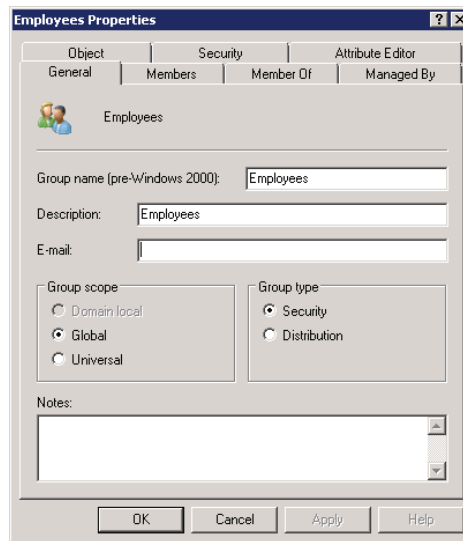 Employees Properties
Object Security Attribute Editor
General Members Member Of Managed By
Employees
Group name (pre-Windows 2000): Employees
Description: Employees
E-mail:
Group scope Group type
Domain local Security
Global Distribution
Universal
Notes:
OK Cancel Apply Help